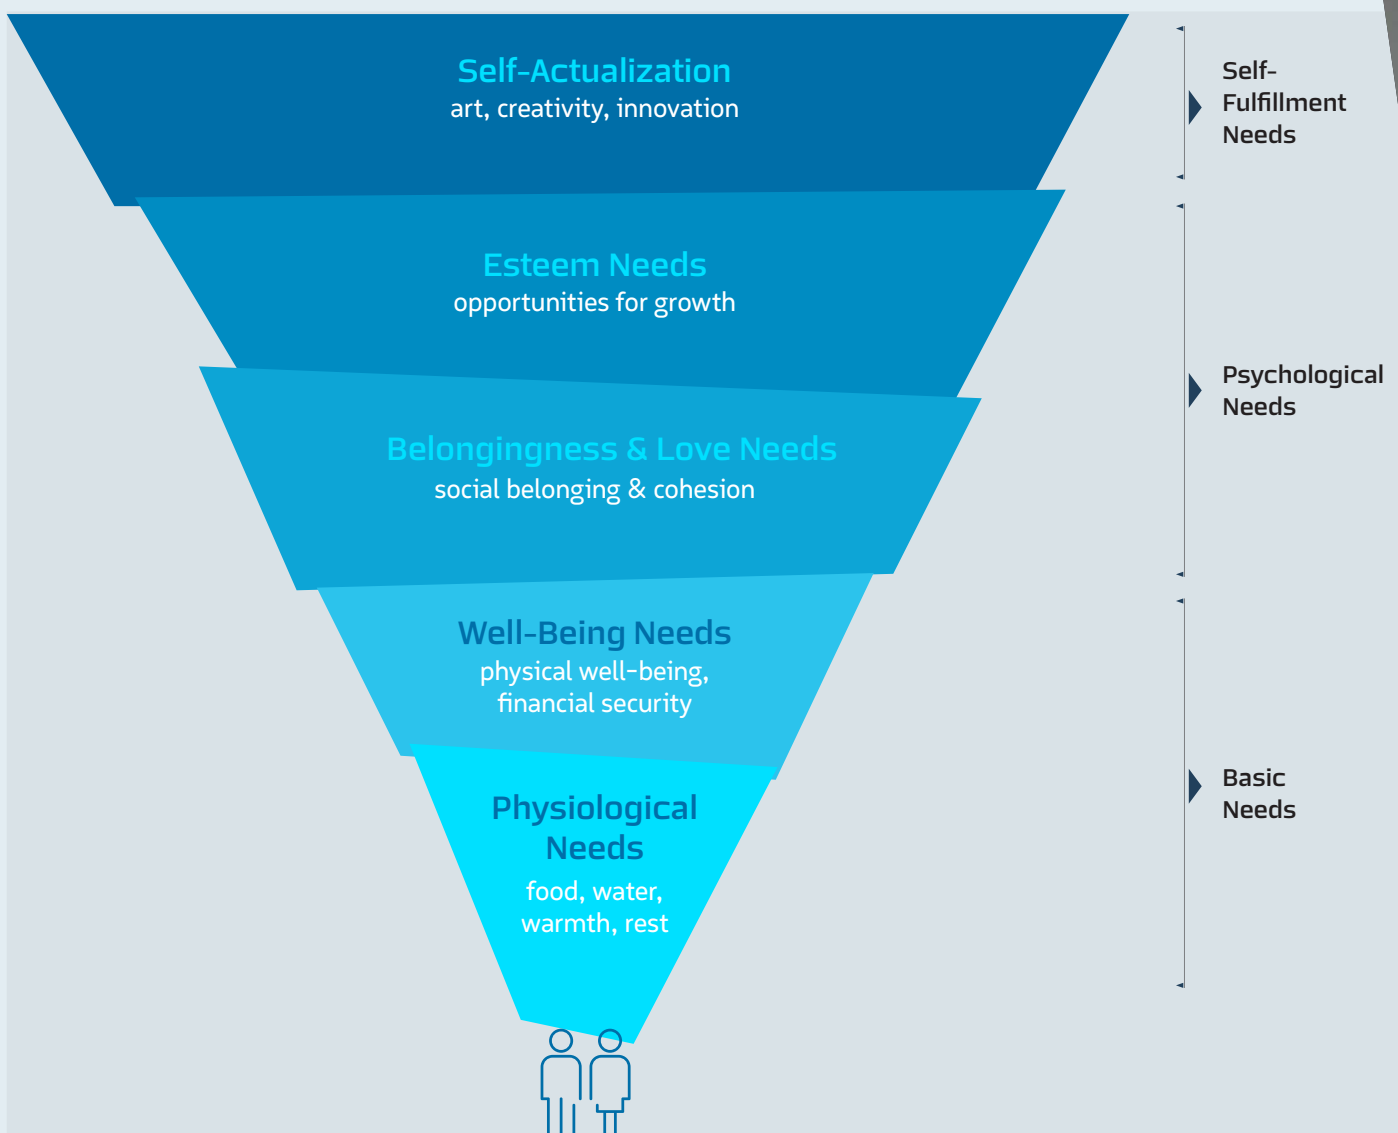 Self-Actualization
art, creativity, innovation
Self-
Fulfillment
Needs
Esteem Needs
opportunities for growth
Psychological
Needs
Belongingness & Love Needs
social belonging & cohesion
Well-Being Needs
physical well-being,
financial security
Basic
Needs
Physiological
Needs
food, water,
warmth, rest